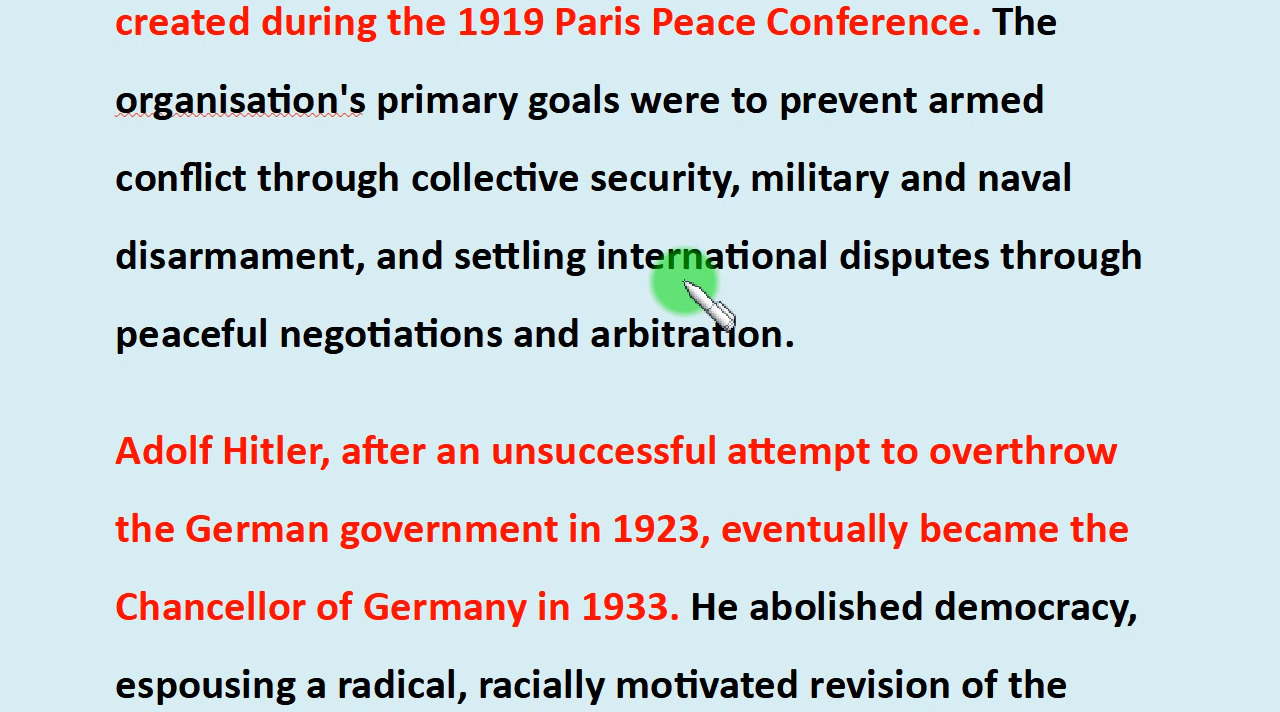 created during the 1919 Paris Peace Conference. The
organisation's primary goals were to prevent armed
conflict through collective security, military and naval
disarmament, and settling international disputes through
peaceful negotiations and arbitration.
Adolf Hitler, after an unsuccessful attempt to overthrow
the German government in 1923, eventually became the
Chancellor of Germany in 1933. He abolished democracy,
espousing a radical, racially motivated revision of the